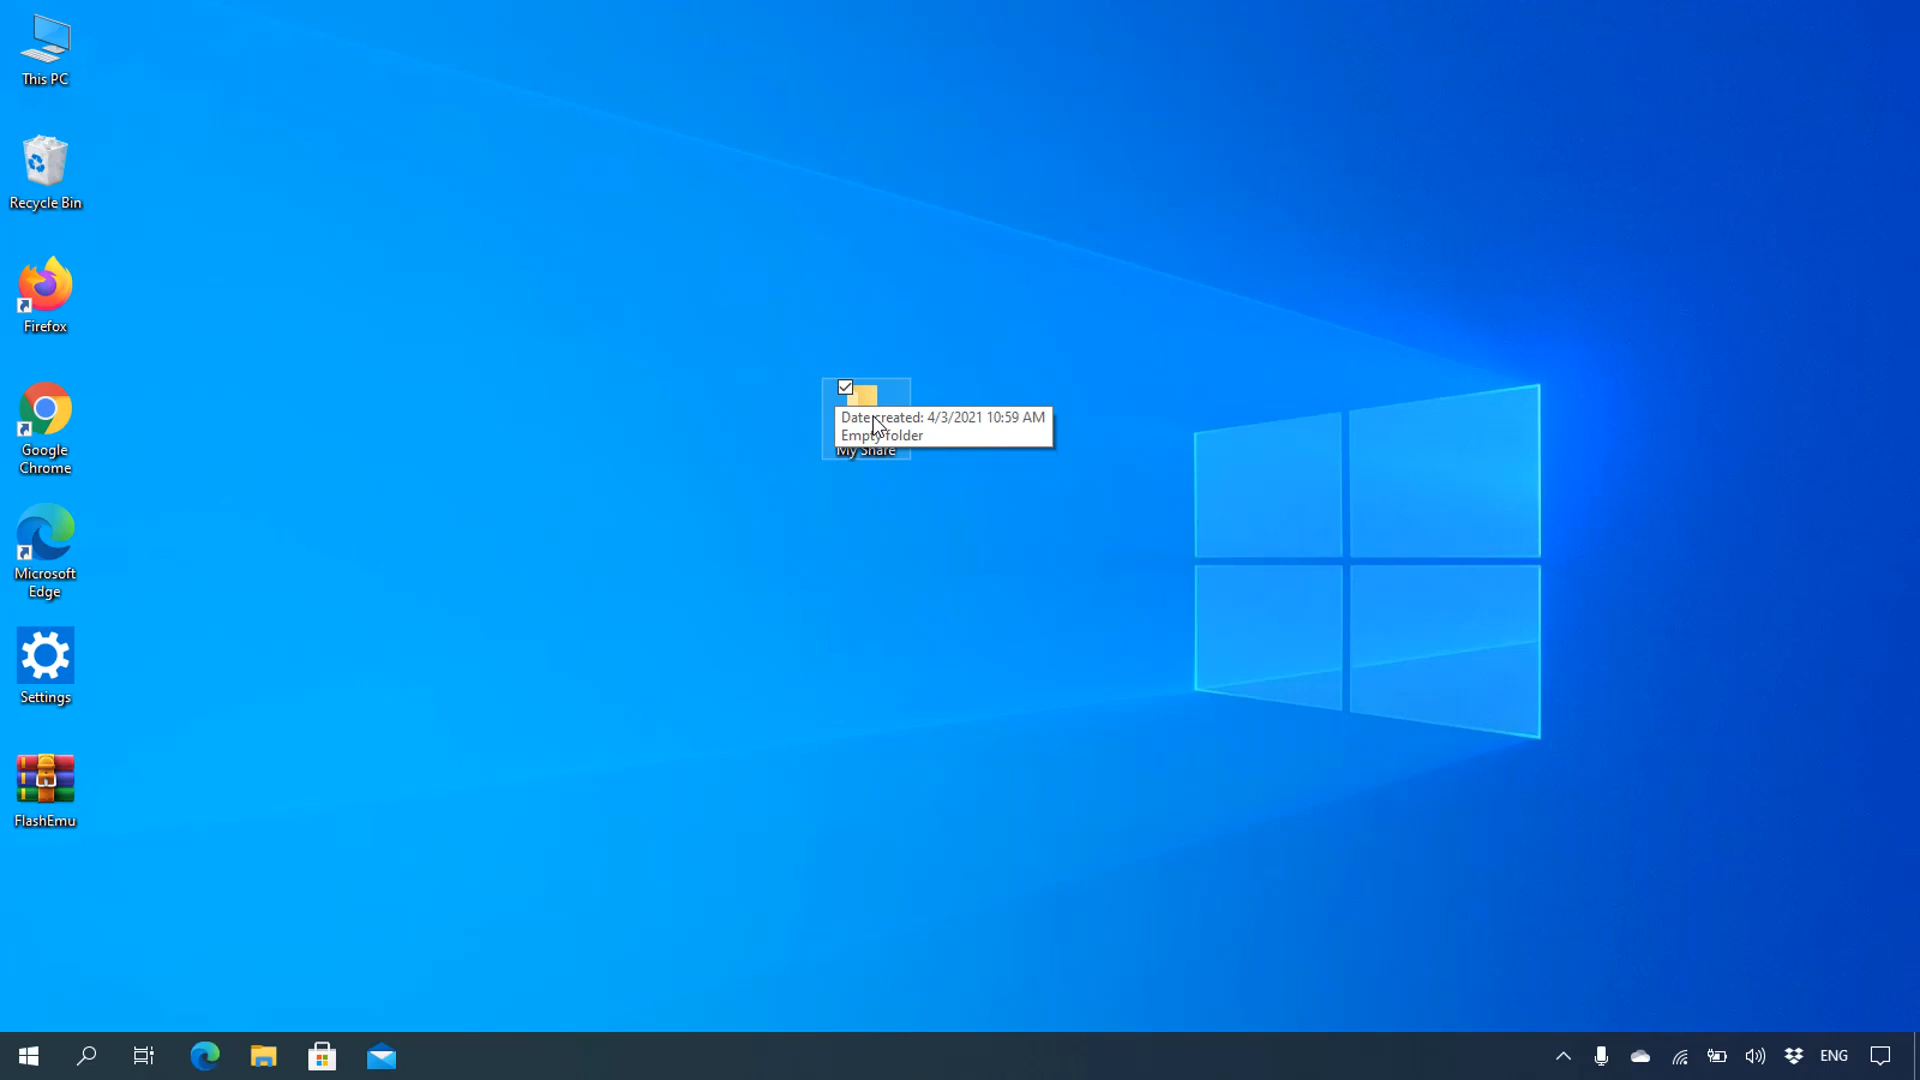 This PC
Recycle Bin
Firefox
Google
Chrome
Microsoft
Edge
Settings
FlashEmu
Date created: 4/3/2021 10:59 AM
Empty folder
My Share
ENG